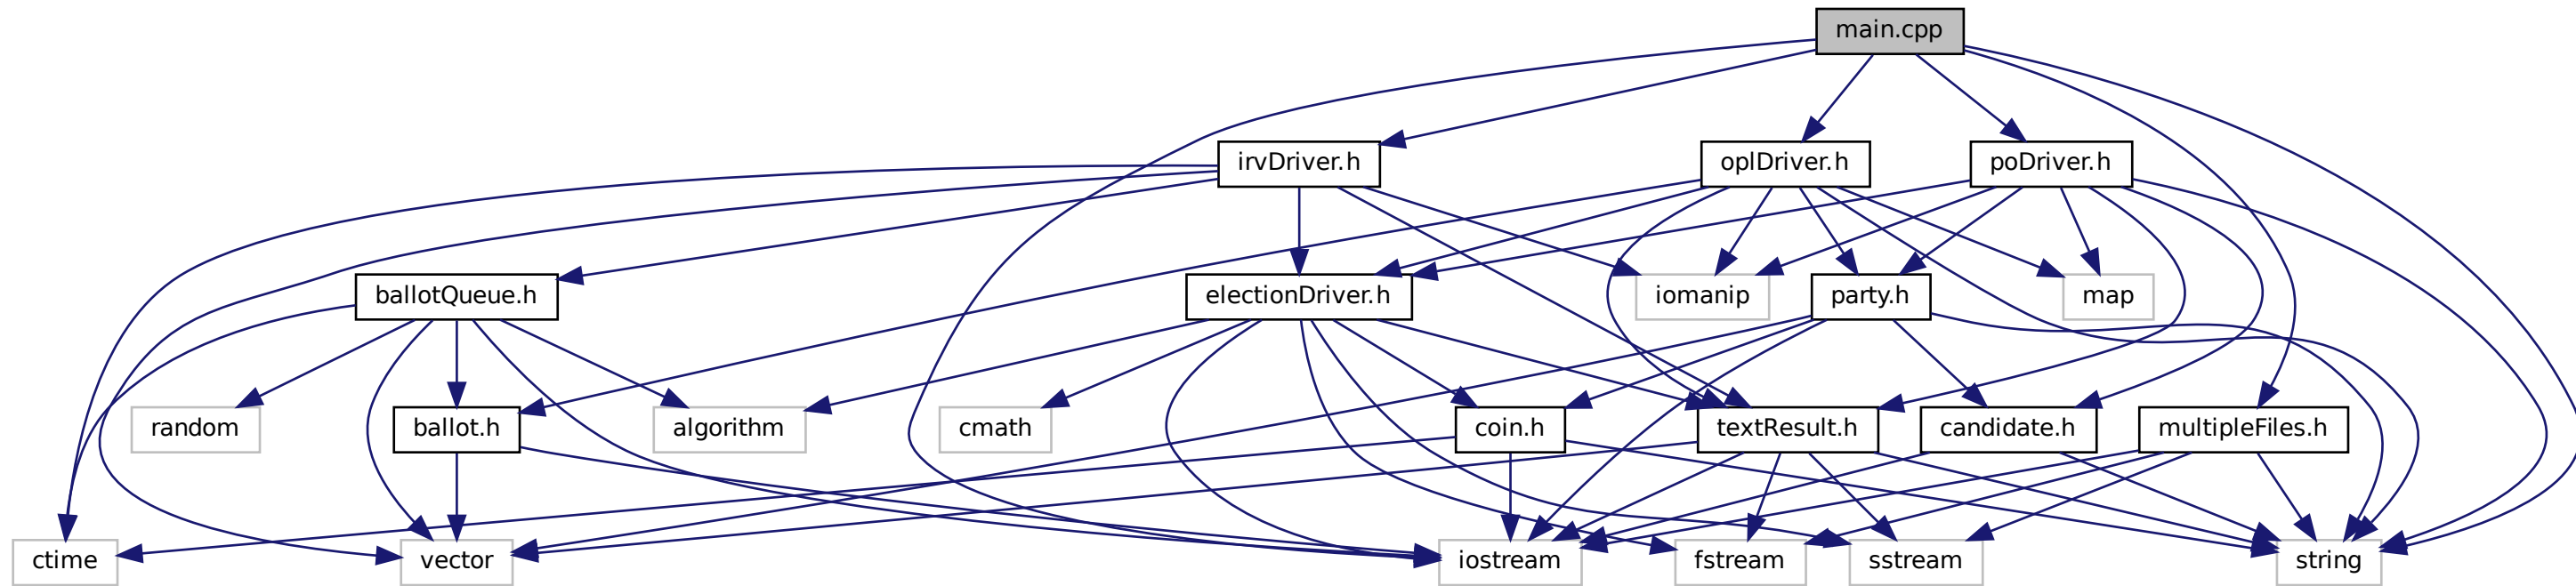 main.cpp
irvDriver.h
oplDriver.h
poDriver.h
ballotQueue.h
electionDriver.h
iomanip
party.h
map
random
ballot.h
algorithm
cmath
coin.h
textResult.h
candidate.h
multipleFiles.h
ctime
vector
iostream
fstream
sstream
string